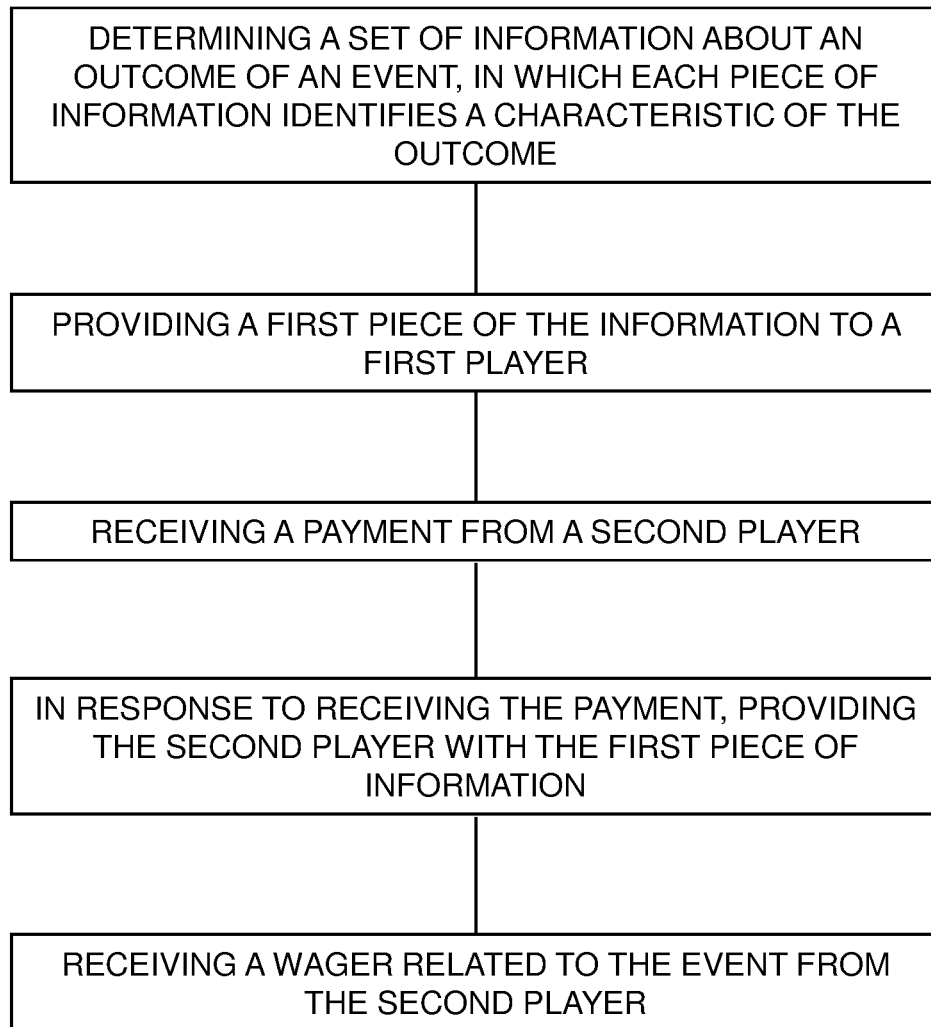 DETERMINING A SET OF INFORMATION ABOUT AN
OUTCOME OF AN EVENT, IN WHICH EACH PIECE OF
INFORMATION IDENTIFIES A CHARACTERISTIC OF THE
OUTCOME
PROVIDING A FIRST PIECE OF THE INFORMATION TO A
FIRST PLAYER
RECEIVING A PAYMENT FROM A SECOND PLAYER
IN RESPONSE TO RECEIVING THE PAYMENT, PROVIDING
THE SECOND PLAYER WITH THE FIRST PIECE OF
INFORMATION
RECEIVING A WAGER RELATED TO THE EVENT FROM
THE SECOND PLAYER